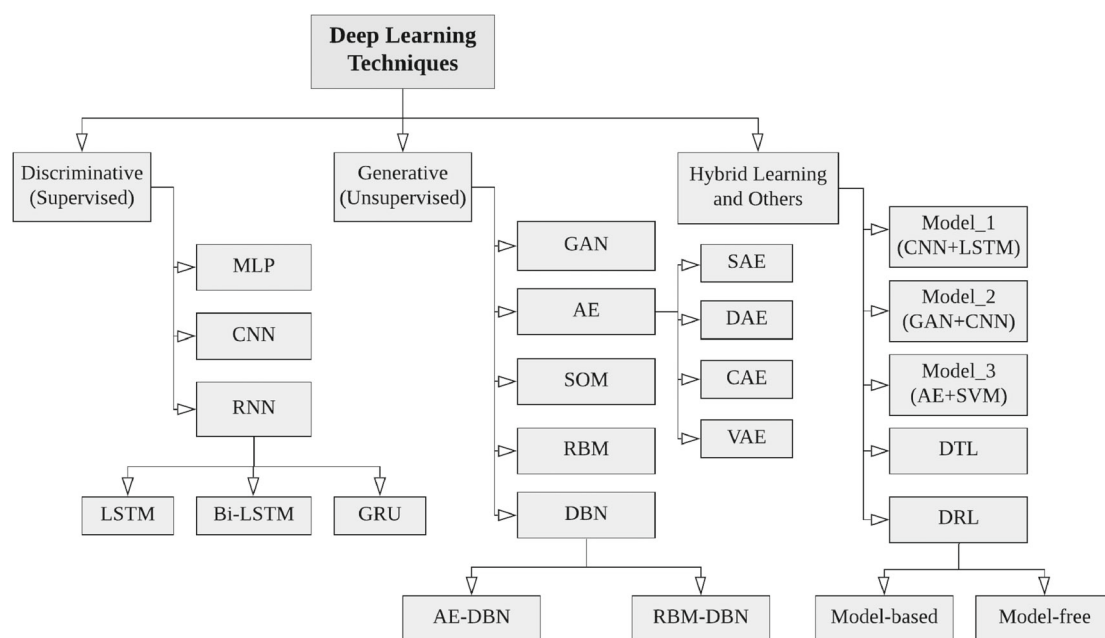 Deep Learning
Techniques
Discriminative
(Supervised)
Generative
(Unsupervised)
Hybrid Learning
and Others
MLP
CNN
RNN
LSTM
Bi-LSTM
GRU
GAN
AE
SOM
RBM
DBN
SAE
DAE
CAE
VAE
AE-DBN
RBM-DBN
Model_1
(CNN+LSTM)
Model_2
(GAN+CNN)
Model_3
(AE+SVM)
DTL
DRL
Model-based
Model-free